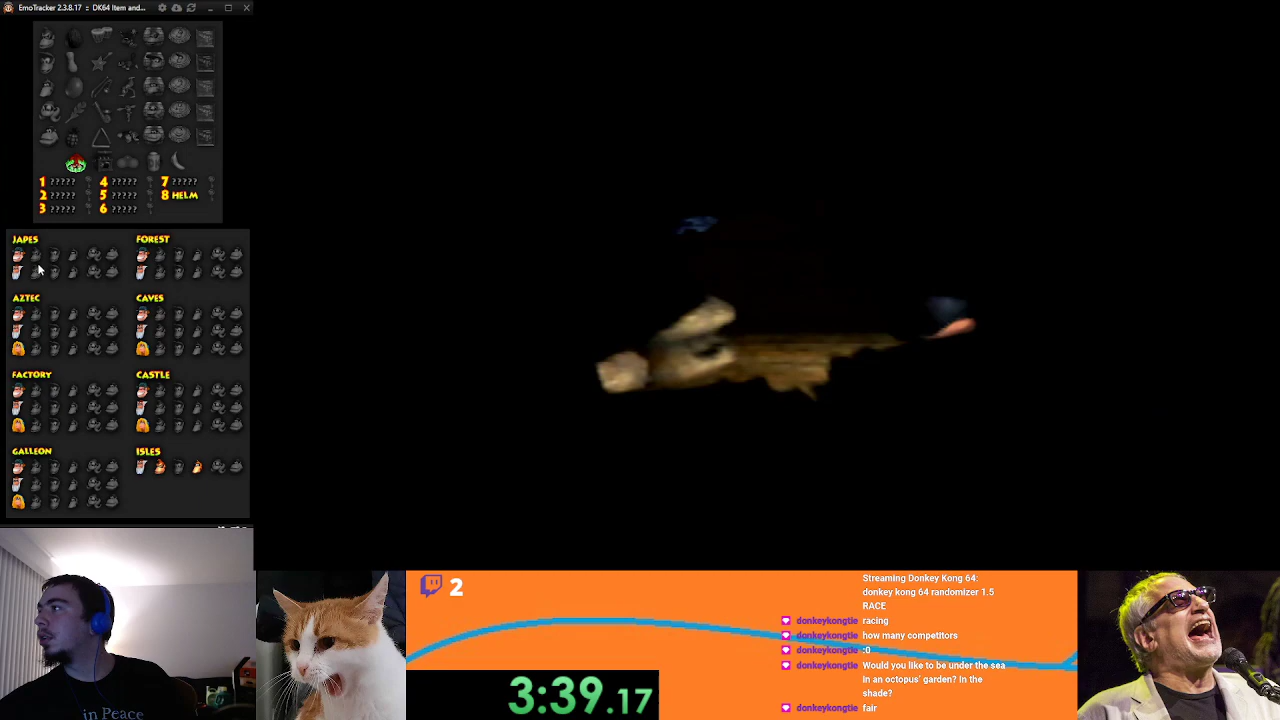 EmoTracker 2.3.8.17 :: DK64 Item and...
1 ?????
4 ?????
7 ?????
2 ?????
5 ?????
8 HELM
3 ?????
6 ?????
JAPES
FOREST
AZTEC
CAVES
FACTORY
CASTLE
GALLEON
ISLES
in Peace
2
3:39.17
Streaming Donkey Kong 64:
donkey kong 64 randomizer 1.5
RACE
donkeykongtie racing
donkeykongtie how many competitors
donkeykongtie :0
donkeykongtie Would you like to be under the sea
in an octopus' garden? In the
shade?
donkeykongtie fair